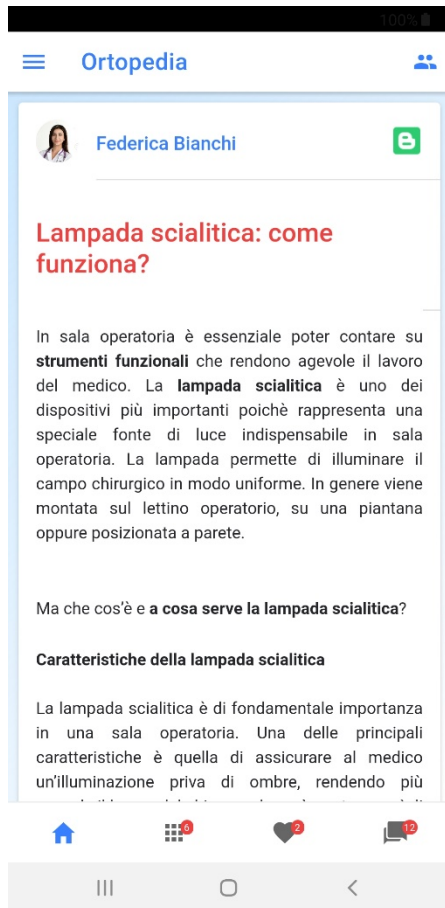 100%
Ortopedia
Federica Bianchi
Lampada scialitica: come
funziona?
In sala operatoria è essenziale poter contare su
strumenti funzionali che rendono agevole il lavoro
del medico. La lampada scialitica è uno dei
dispositivi più importanti poichè rappresenta una
speciale fonte di luce indispensabile in sala
operatoria. La lampada permette di illuminare il
campo chirurgico in modo uniforme. In genere viene
montata sul lettino operatorio, su una piantana
oppure posizionata a parete.
Ma che cos'è e a cosa serve la lampada scialitica?
Caratteristiche della lampada scialitica
La lampada scialitica è di fondamentale importanza
in una sala operatoria. Una delle principali
caratteristiche è quella di assicurare al medico
un'illuminazione priva di ombre, rendendo più
6 2 12